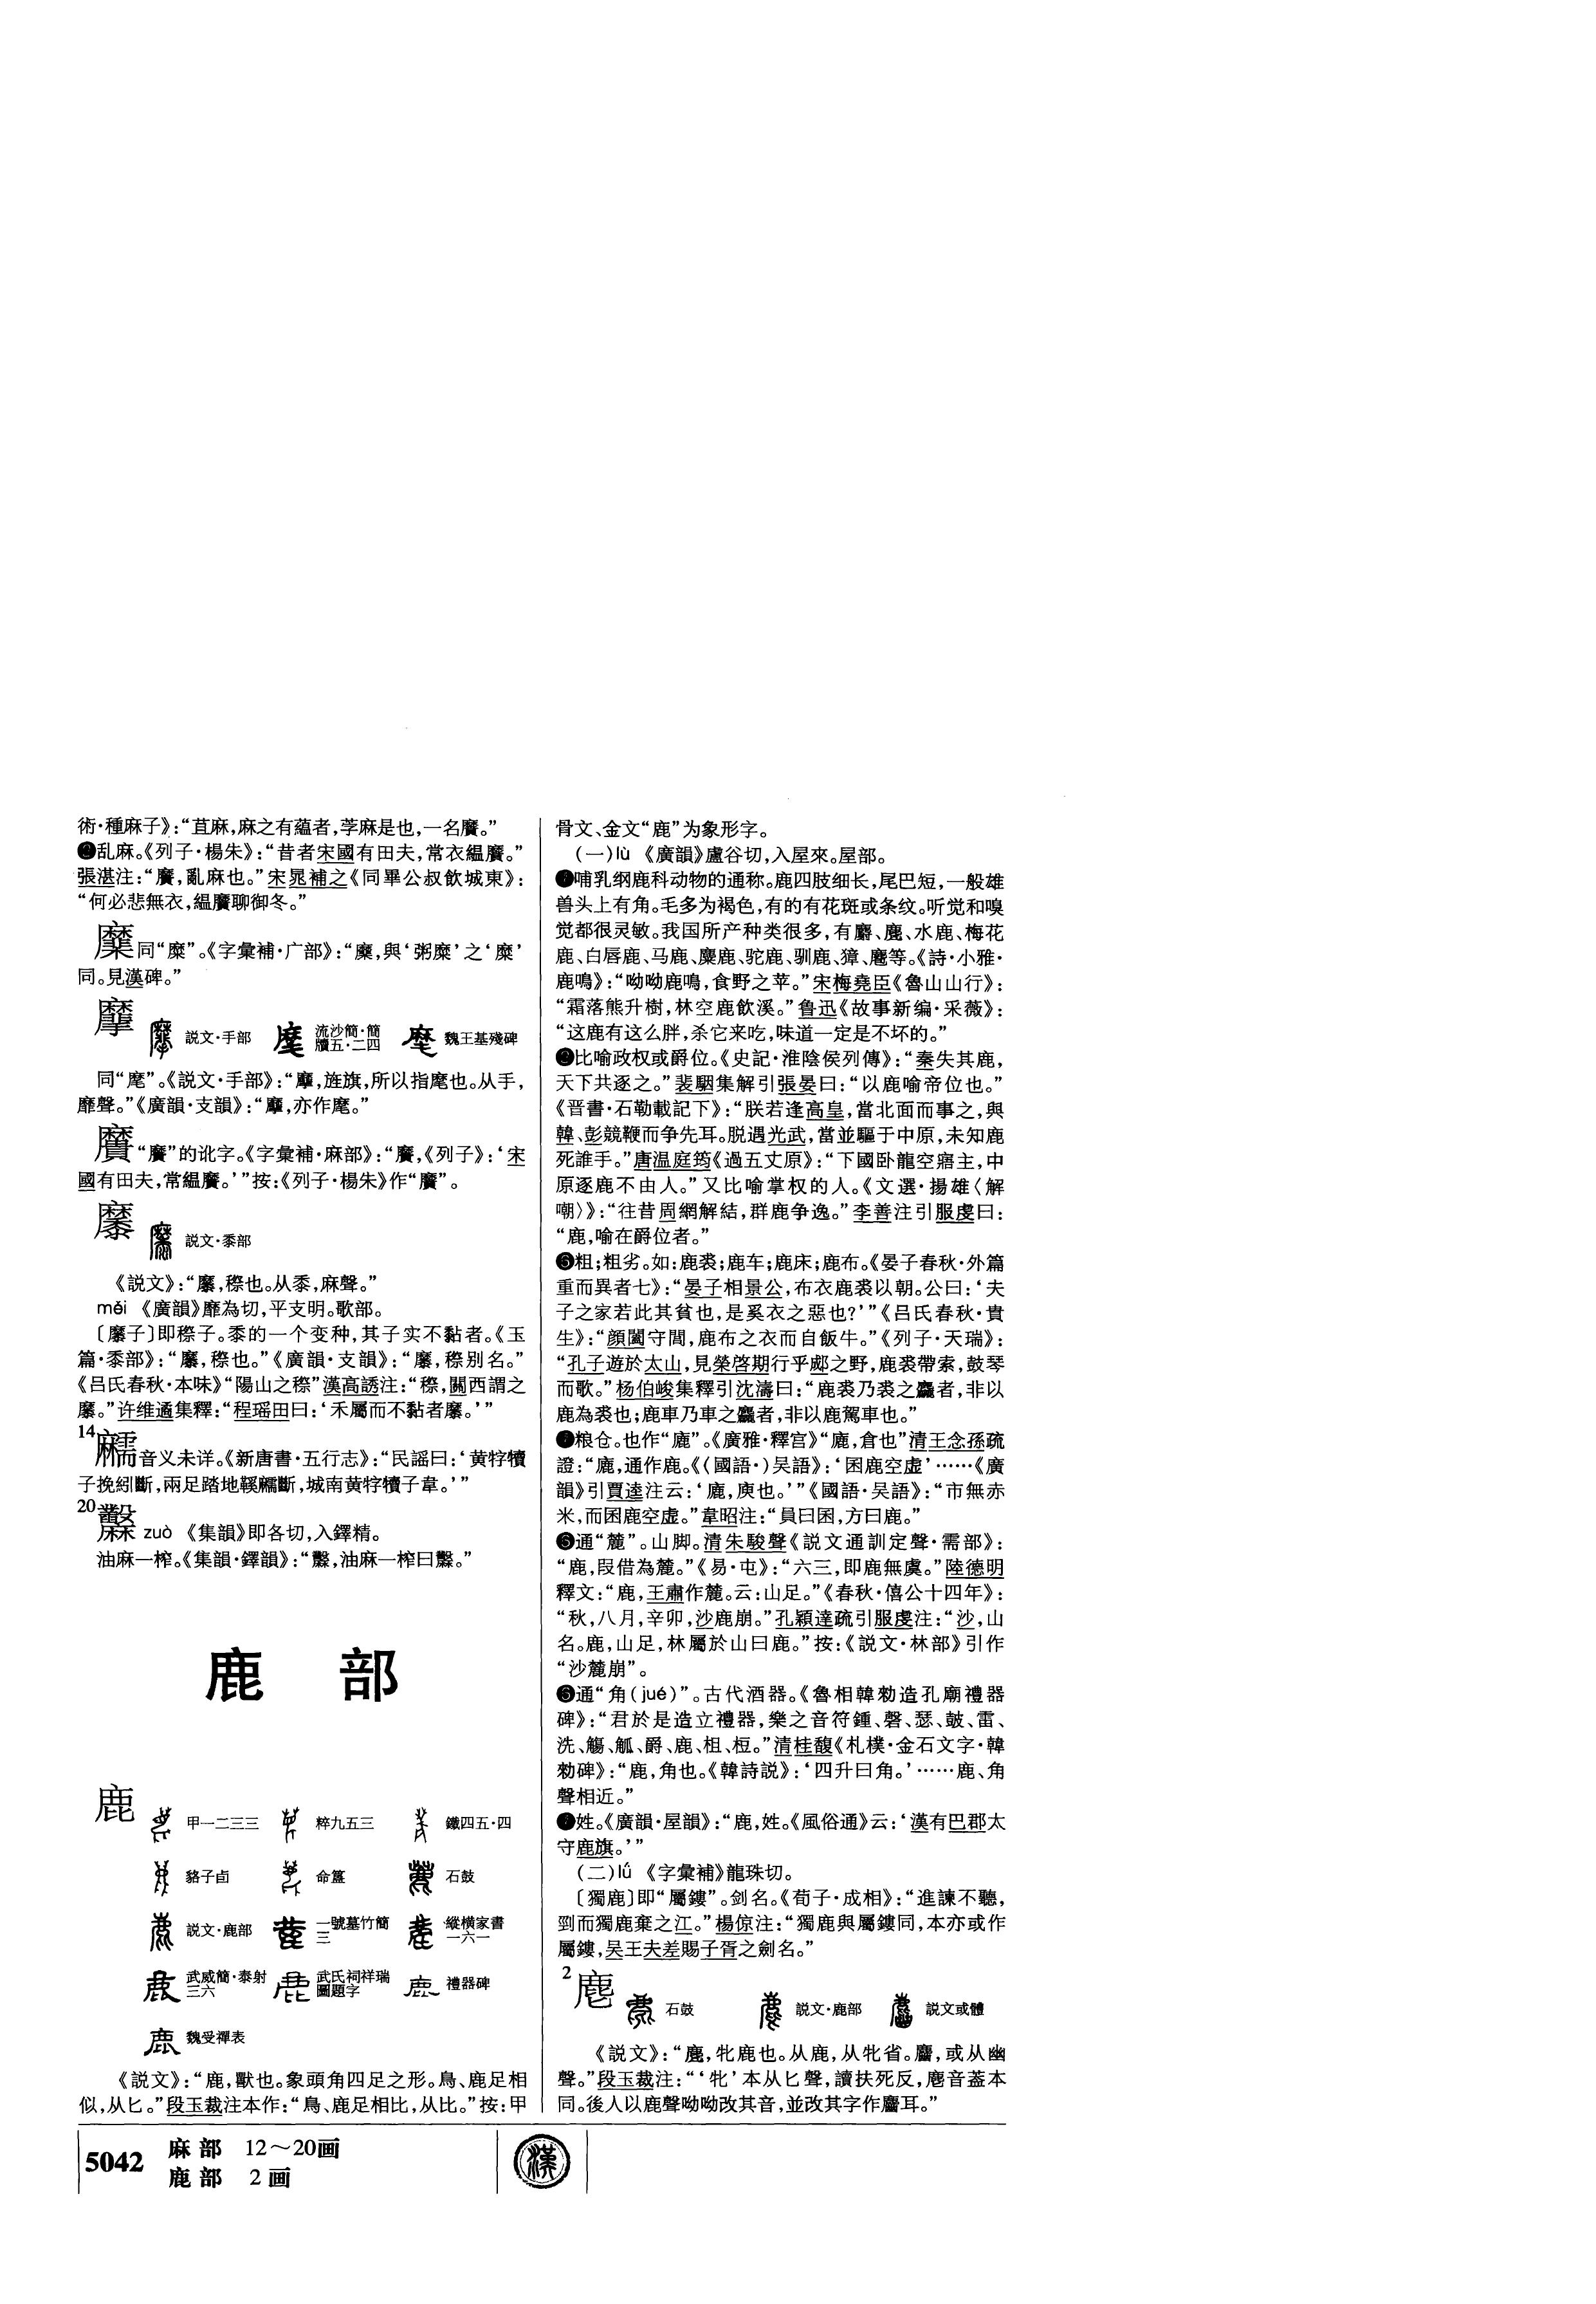 術·種麻子》:“苴麻,麻之有蘊者,荸麻是也,一名黂。”
❷乱麻。《列子·楊朱》:“昔者宋國有田夫,常衣緼黂。”
張湛注:“黂,亂麻也。”宋晁補之《同畢公叔飲城東》:
“何必悲無衣,緼黂聊御冬。”
同“糜”。《字彙補·广部》:“,與‘粥糜’之‘糜’
同。見漢碑。”
説文·手部 流沙簡·簡牘五·二四 魏王基殘碑
同“麾”。《説文·手部》:“,旌旗,所以指麾也。从手,
靡聲。”《廣韻·支韻》:“,亦作麾。”
“黂”的讹字。《字彙補·麻部》:“,《列子》:‘宋
國有田夫,常緼。’”按:《列子·楊朱》作“黂”。
䵇 説文·黍部
《説文》:“䵇,穄也。从黍,麻聲。”
měi 《廣韻》靡為切,平支明。歌部。
〔䵇子〕即穄子。黍的一个变种,其子实不黏者。《玉
篇·黍部》:“䵇,穄也。”《廣韻·支韻》:“䵇,穄别名。”
《吕氏春秋·本味》“陽山之穄”漢高誘注:“穄,關西謂之
䵇。”许维遹集釋:“程瑶田曰:‘禾屬而不黏者䵇。’”
14
音义未详。《新唐書·五行志》:“民謡曰:‘黄牸犢
子挽紖斷,兩足踏地鞵斷,城南黄牸犢子韋。’”
20
zuò 《集韻》即各切,入鐸精。
油麻一榨。《集韻·鐸韻》:“,油麻一榨曰。”
鹿 部
鹿 甲一二三三 粹九五三 鐵四五·四
貉子卣 命簋 石鼓
説文·鹿部 一號墓竹簡三 縱横家書一六一
武威簡·泰射三六 武氏祠祥瑞圖題字 禮器碑
魏受禪表
《説文》:“鹿,獸也。象頭角四足之形。鳥、鹿足相
似,从匕。”段玉裁注本作:“鳥、鹿足相比,从比。”按:甲
骨文、金文“鹿”为象形字。
(一)lù 《廣韻》盧谷切,入屋來。屋部。
❶哺乳纲鹿科动物的通称。鹿四肢细长,尾巴短,一般雄
兽头上有角。毛多为褐色,有的有花斑或条纹。听觉和嗅
觉都很灵敏。我国所产种类很多,有麝、麂、水鹿、梅花
鹿、白唇鹿、马鹿、麋鹿、驼鹿、驯鹿、獐、麅等。《詩·小雅·
鹿鳴》:“呦呦鹿鳴,食野之苹。”宋梅堯臣《魯山山行》:
“霜落熊升樹,林空鹿飲溪。”鲁迅《故事新编·采薇》:
“这鹿有这么胖,杀它来吃,味道一定是不坏的。”
❷比喻政权或爵位。《史記·淮陰侯列傳》:“秦失其鹿,
天下共逐之。”裴駰集解引張晏曰:“以鹿喻帝位也。”
《晋書·石勒載記下》:“朕若逢高皇,當北面而事之,與
韓、彭競鞭而争先耳。脱遇光武,當並驅于中原,未知鹿
死誰手。”唐温庭筠《過五丈原》:“下國卧龍空寤主,中
原逐鹿不由人。”又比喻掌权的人。《文選·揚雄〈解
嘲〉》:“往昔周網解結,群鹿争逸。”李善注引服虔曰:
“鹿,喻在爵位者。”
❸粗;粗劣。如:鹿裘;鹿车;鹿床;鹿布。《晏子春秋·外篇
重而異者七》:“晏子相景公,布衣鹿裘以朝。公曰:‘夫
子之家若此其貧也,是奚衣之惡也?’”《吕氏春秋·貴
生》:“顔闔守閭,鹿布之衣而自飯牛。”《列子·天瑞》:
“孔子遊於太山,見榮啓期行乎郕之野,鹿裘帶索,鼓琴
而歌。”杨伯峻集釋引沈濤曰:“鹿裘乃裘之麤者,非以
鹿為裘也;鹿車乃車之麤者,非以鹿駕車也。”
❹粮仓。也作“鹿”。《廣雅·釋宫》“鹿,倉也”清王念孫疏
證:“鹿,通作鹿。《(國語·)吴語》:‘囷鹿空虚’……《廣
韻》引賈逵注云:‘鹿,庾也。’”《國語·吴語》:“市無赤
米,而囷鹿空虚。”韋昭注:“員曰囷,方曰鹿。”
❺通“麓”。山脚。清朱駿聲《説文通訓定聲·需部》:
“鹿,叚借為麓。”《易·屯》:“六三,即鹿無虞。”陸德明
釋文:“鹿,王肅作麓。云:山足。”《春秋·僖公十四年》:
“秋,八月,辛卯,沙鹿崩。”孔穎達疏引服虔注:“沙,山
名。鹿,山足,林屬於山曰鹿。”按:《説文·林部》引作
“沙麓崩”。
❻通“角(jué)”。古代酒器。《魯相韓勑造孔廟禮器
碑》:“君於是造立禮器,樂之音符鍾、磬、瑟、鼓、雷、
洗、觴、觚、爵、鹿、柤、梪。”清桂馥《札樸·金石文字·韓
勑碑》:“鹿,角也。《韓詩説》:‘四升曰角。’……鹿、角
聲相近。”
❼姓。《廣韻·屋韻》:“鹿,姓。《風俗通》云:‘漢有巴郡太
守鹿旗。’”
(二)lǘ 《字彙補》龍珠切。
〔獨鹿〕即“屬鏤”。剑名。《荀子·成相》:“進諫不聽,
剄而獨鹿棄之江。”楊倞注:“獨鹿與屬鏤同,本亦或作
屬鏤,吴王夫差賜子胥之劍名。”
2
麀 石鼓 説文·鹿部 説文或體
《説文》:“麀,牝鹿也。从鹿,从牝省。䴢,或从幽
聲。”段玉裁注:“‘牝’本从匕聲,讀扶死反,麀音葢本
同。後人以鹿聲呦呦改其音,並改其字作䴢耳。”
5042 麻部 12～20画
鹿部 2画
漢